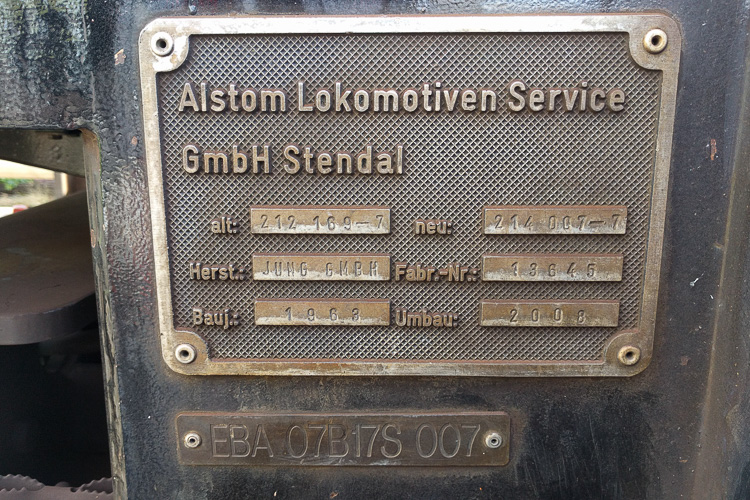 Alstom Lokomotiven Service
GmbH Stendal
alt: 212 169-7 neu: 214 007-7
Herst.: JUNG GMBH Fabr.-Nr.: 13645
Bauj.: 1963 Umbau: 2008
EBA 07B17S 007